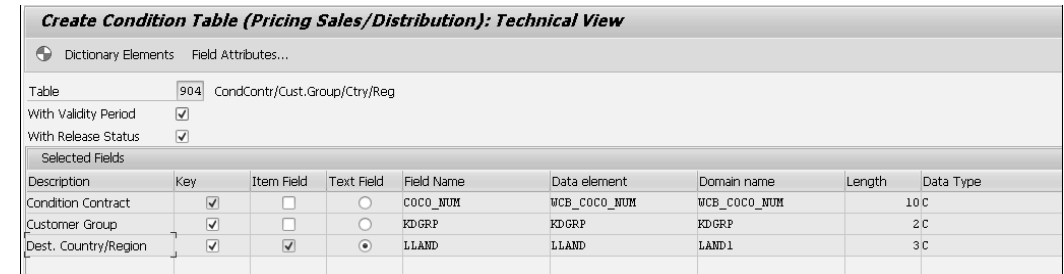 Create Condition Table (Pricing Sales/Distribution): Technical View
Dictionary Elements Field Attributes...
Table 904 CondContr/Cust.Group/Ctry/Reg
With Validity Period
With Release Status
Selected Fields
Description Key Item Field Text Field Field Name Data element Domain name Length Data Type
Condition Contract COCO_NUM WCB_COCO_NUM WCB_COCO_NUM 10 C
Customer Group KDGRP KDGRP KDGRP 2 C
Dest. Country/Region LLAND LLAND LAND1 3 C